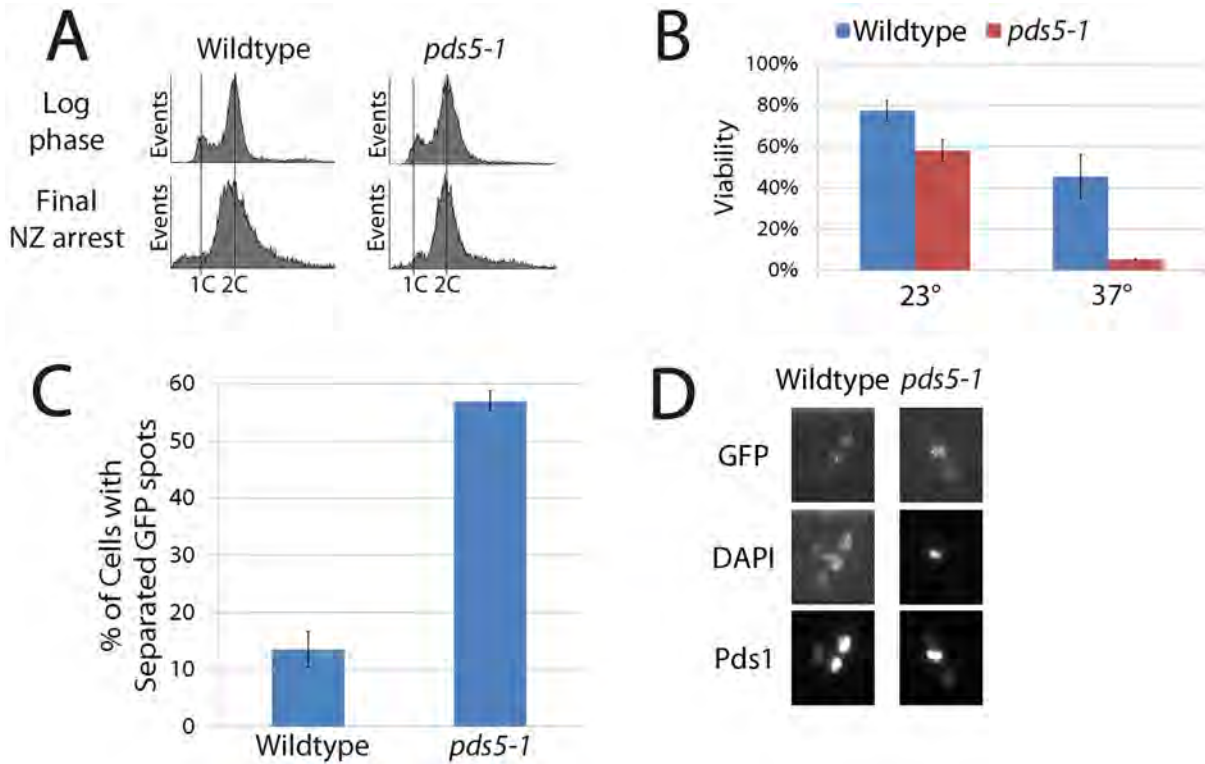 A
Wildtype
pds5-1
Log
phase
Events
Events
Final
NZ arrest
Events
Events
1C 2C
1C 2C
B
Wildtype
pds5-1
Viability
100%
80%
60%
40%
20%
0%
23°
37°
C
% of Cells with
Separated GFP spots
60
50
40
30
20
10
0
Wildtype
pds5-1
D
Wildtype pds5-1
GFP
DAPI
Pds1